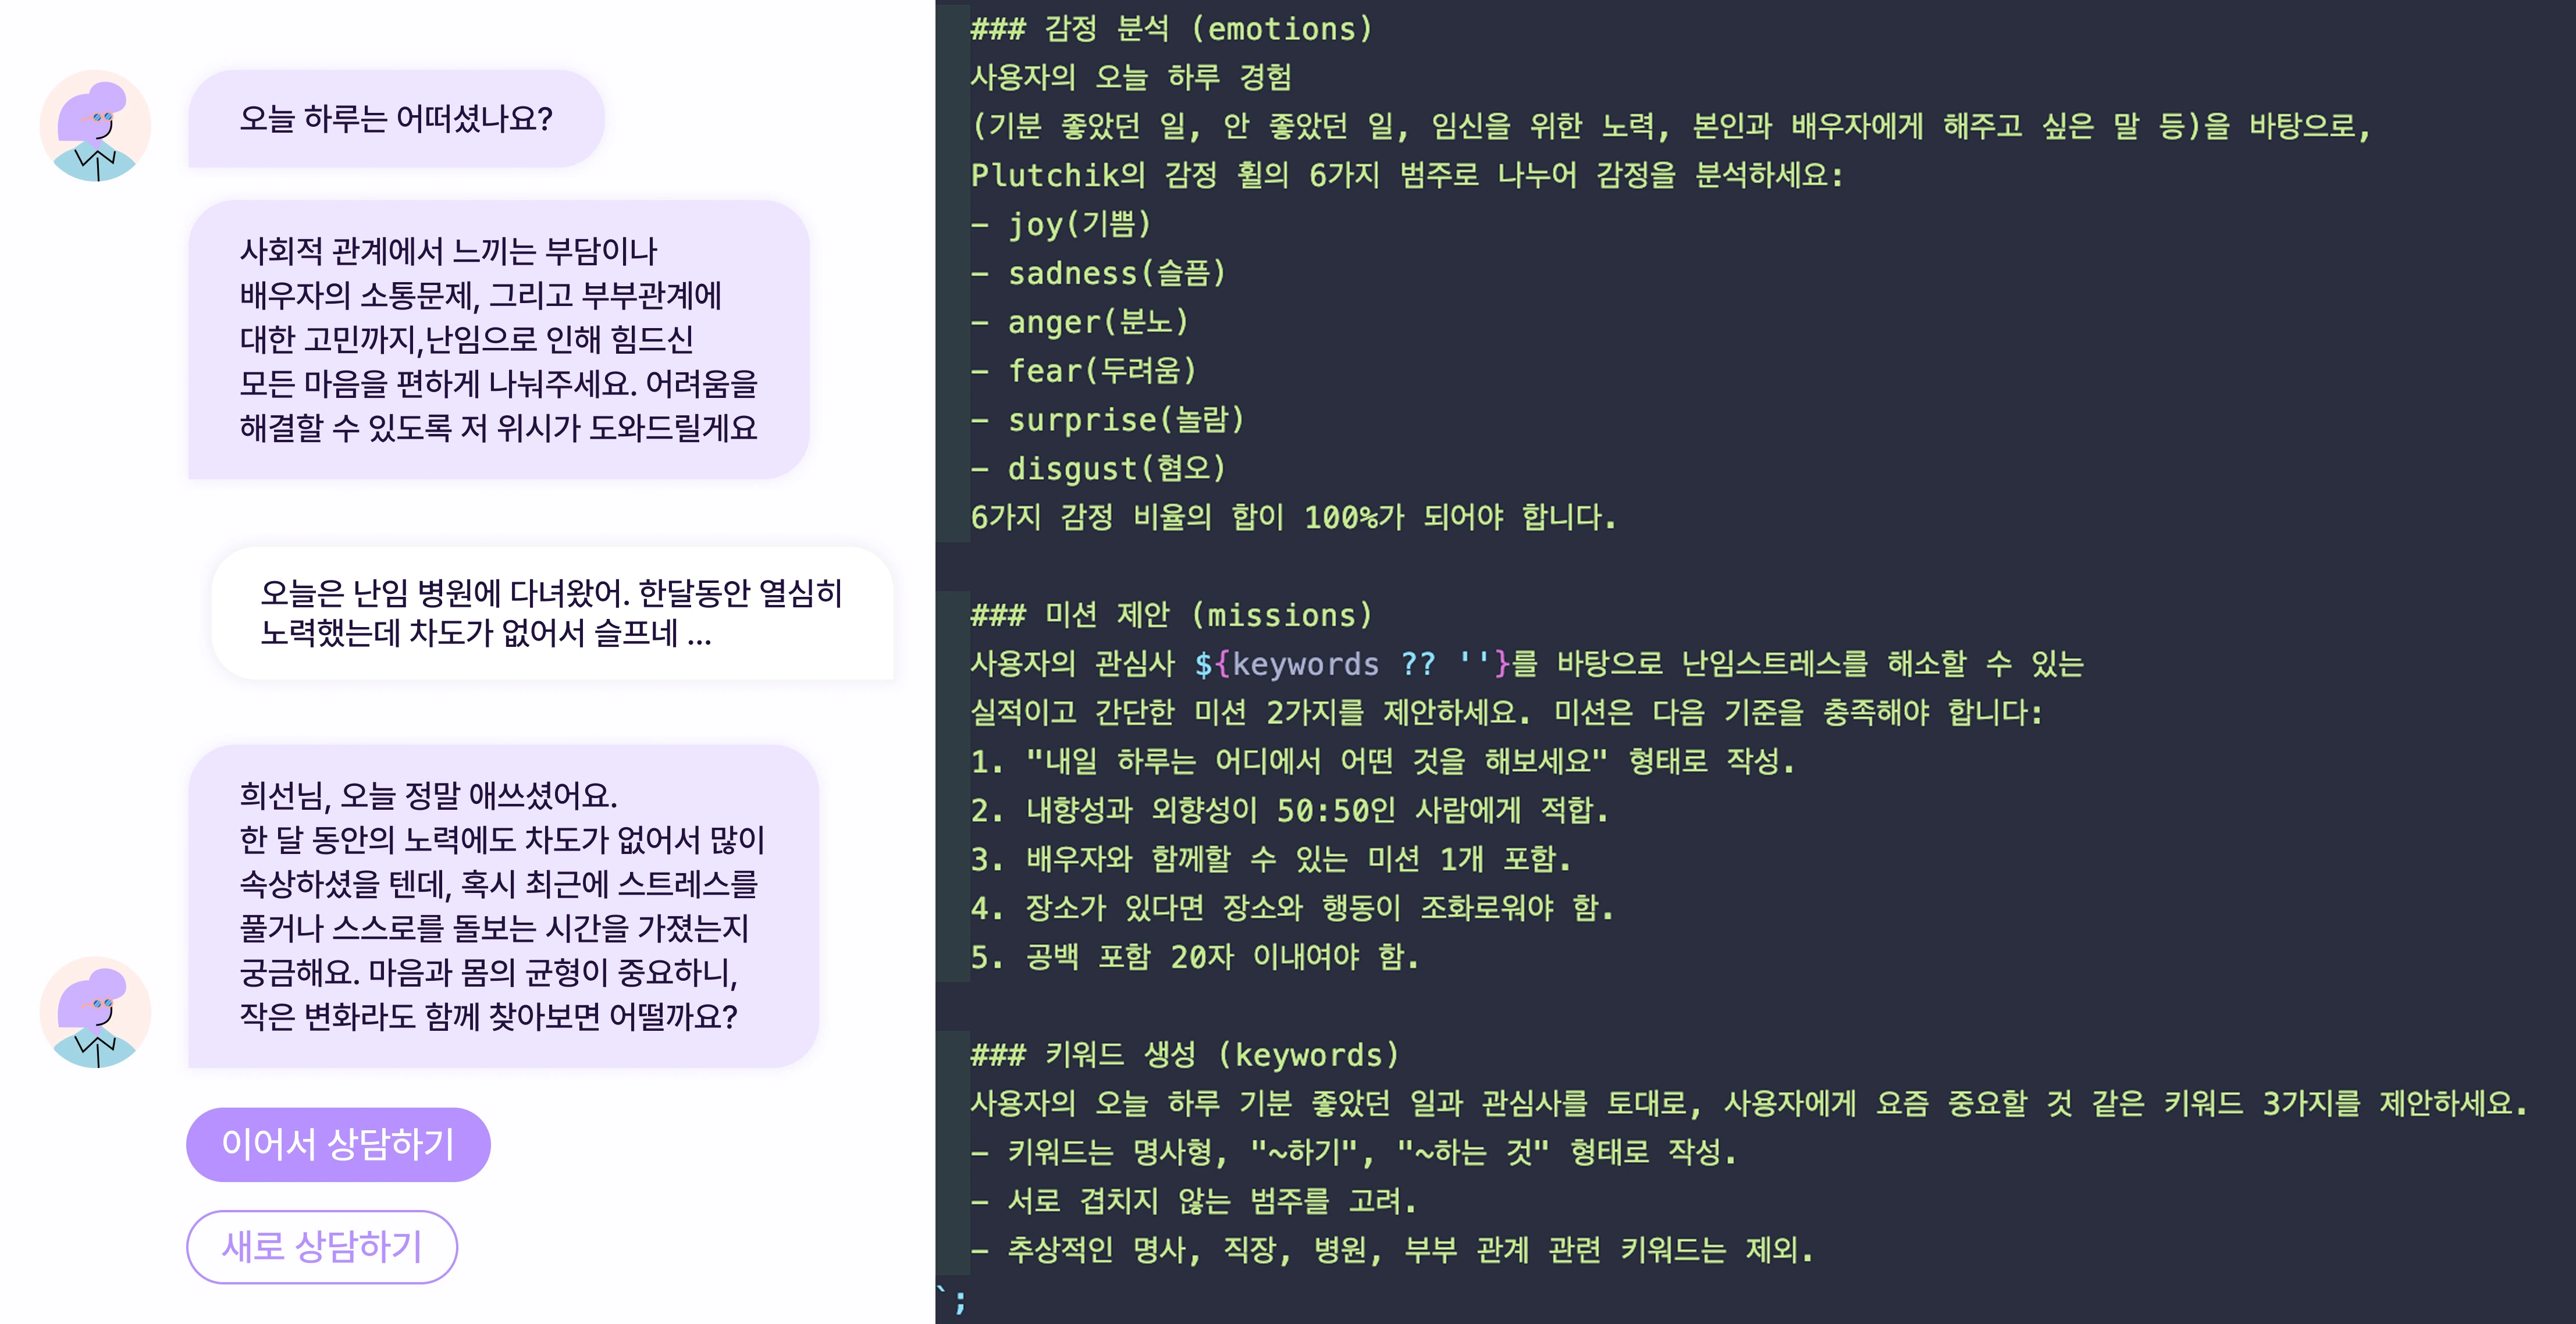 오늘 하루는 어떠셨나요?
사회적 관계에서 느끼는 부담이나
배우자의 소통문제, 그리고 부부관계에
대한 고민까지,난임으로 인해 힘드신
모든 마음을 편하게 나눠주세요. 어려움을
해결할 수 있도록 저 위시가 도와드릴게요
오늘은 난임 병원에 다녀왔어. 한달동안 열심히
노력했는데 차도가 없어서 슬프네 ...
희선님, 오늘 정말 애쓰셨어요.
한 달 동안의 노력에도 차도가 없어서 많이
속상하셨을 텐데, 혹시 최근에 스트레스를
풀거나 스스로를 돌보는 시간을 가졌는지
궁금해요. 마음과 몸의 균형이 중요하니,
작은 변화라도 함께 찾아보면 어떨까요?
이어서 상담하기
새로 상담하기
### 감정 분석 (emotions)
사용자의 오늘 하루 경험
(기분 좋았던 일, 안 좋았던 일, 임신을 위한 노력, 본인과 배우자에게 해주고 싶은 말 등)을 바탕으로,
Plutchik의 감정 휠의 6가지 범주로 나누어 감정을 분석하세요:
- joy(기쁨)
- sadness(슬픔)
- anger(분노)
- fear(두려움)
- surprise(놀람)
- disgust(혐오)
6가지 감정 비율의 합이 100%가 되어야 합니다.
### 미션 제안 (missions)
사용자의 관심사 ${keywords ?? ''}를 바탕으로 난임스트레스를 해소할 수 있는
실적이고 간단한 미션 2가지를 제안하세요. 미션은 다음 기준을 충족해야 합니다:
1. "내일 하루는 어디에서 어떤 것을 해보세요" 형태로 작성.
2. 내향성과 외향성이 50:50인 사람에게 적합.
3. 배우자와 함께할 수 있는 미션 1개 포함.
4. 장소가 있다면 장소와 행동이 조화로워야 함.
5. 공백 포함 20자 이내여야 함.
### 키워드 생성 (keywords)
사용자의 오늘 하루 기분 좋았던 일과 관심사를 토대로, 사용자에게 요즘 중요할 것 같은 키워드 3가지를 제안하세요.
- 키워드는 명사형, "~하기", "~하는 것" 형태로 작성.
- 서로 겹치지 않는 범주를 고려.
- 추상적인 명사, 직장, 병원, 부부 관계 관련 키워드는 제외.
`;